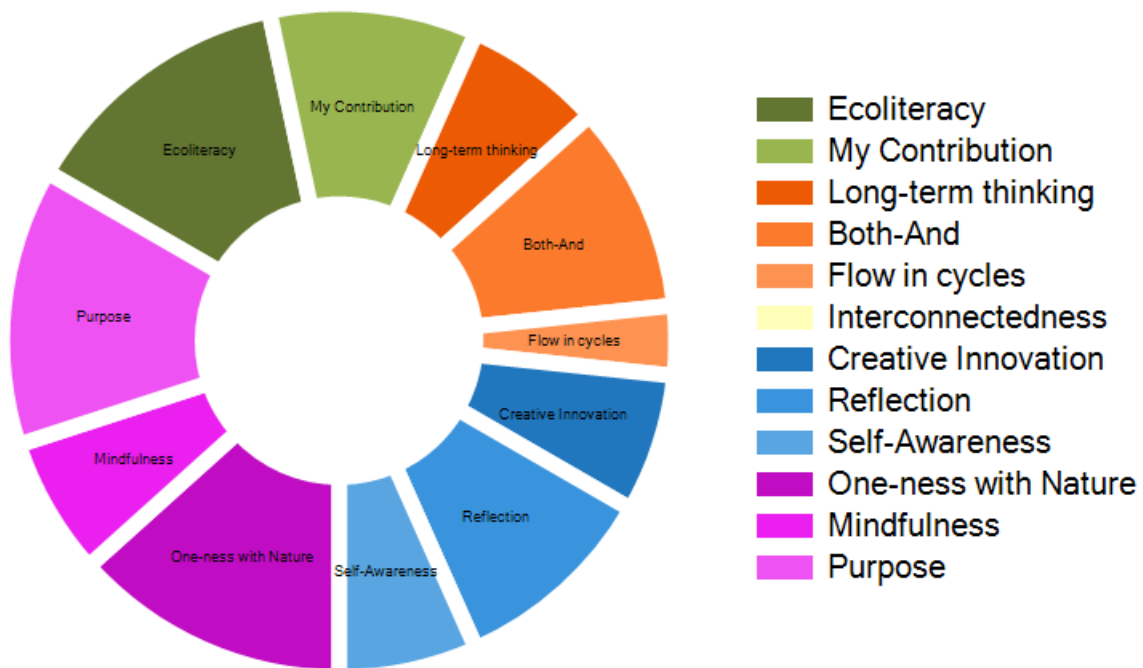 My Contribution
Ecoliteracy
Long-term thinking
Both-And
Purpose
Flow in cycles
Creative Innovation
Mindfulness
Reflection
One-ness with Nature
Self-Awareness
Ecoliteracy
My Contribution
Long-term thinking
Both-And
Flow in cycles
Interconnectedness
Creative Innovation
Reflection
Self-Awareness
One-ness with Nature
Mindfulness
Purpose